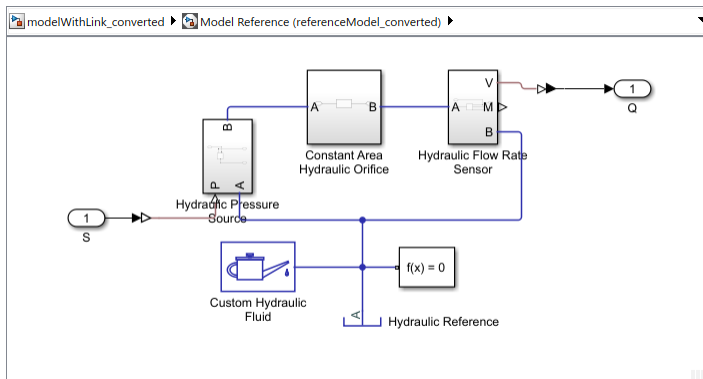 modelWithLink_converted Model Reference (referenceModel_converted)
V
1
Q
A B
A M
B
Constant Area
Hydraulic Orifice
Hydraulic Flow Rate
Sensor
B
P A
Hydraulic Pressure
Source
1
S
f(x) = 0
Custom Hydraulic
Fluid
A
Hydraulic Reference